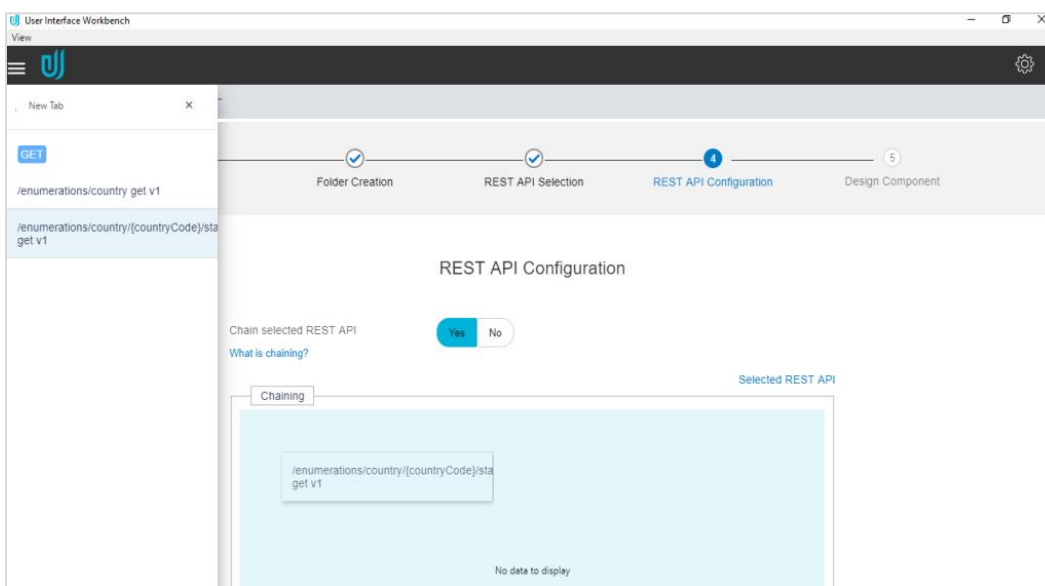 User Interface Workbench
View
New Tab
GET
/enumerations/country get v1
/enumerations/country/{countryCode}/sta
get v1
Folder Creation
REST API Selection
4
REST API Configuration
5
Design Component
REST API Configuration
Chain selected REST API
Yes
No
What is chaining?
Selected REST API
Chaining
/enumerations/country/{countryCode}/sta
get v1
No data to display